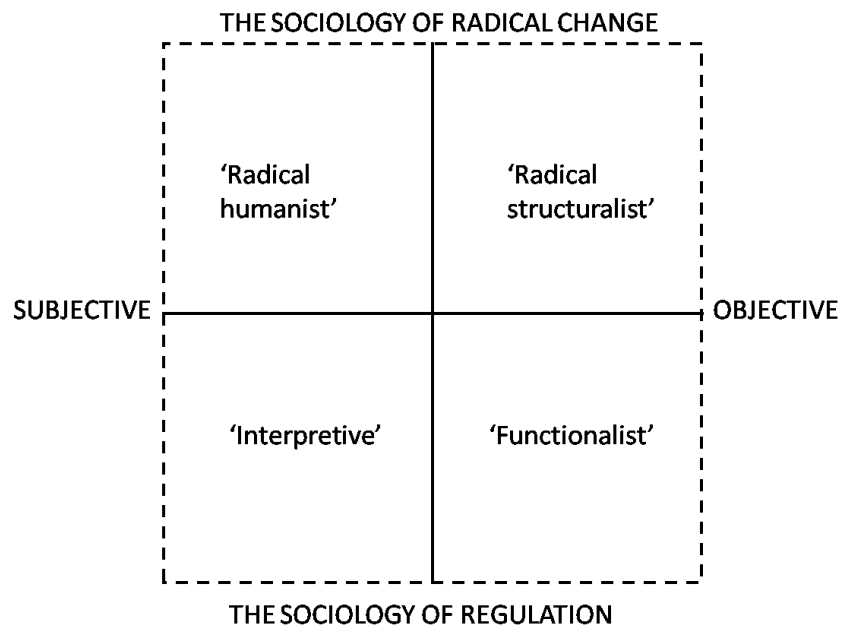 THE SOCIOLOGY OF RADICAL CHANGE
‘Radical
humanist’
‘Radical
structuralist’
SUBJECTIVE
OBJECTIVE
‘Interpretive’
‘Functionalist’
THE SOCIOLOGY OF REGULATION